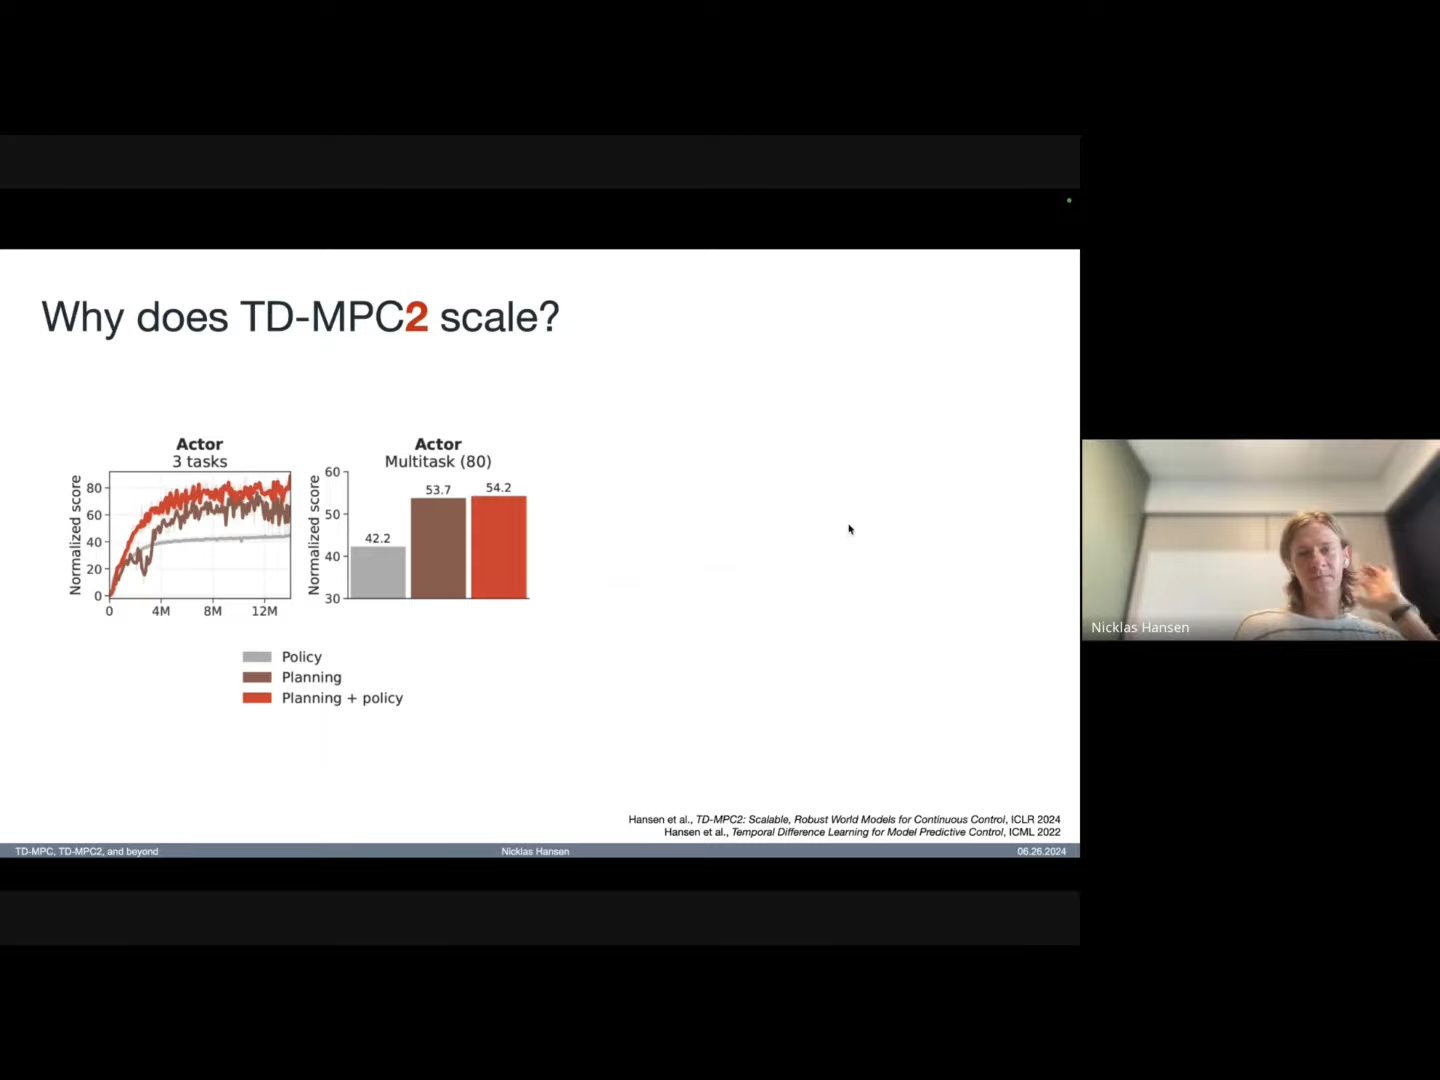 Why does TD-MPC2 scale?
Actor
3 tasks
Normalized score
80
60
40
20
0
0
4M
8M
12M
Actor
Multitask (80)
Normalized score
60
50
40
30
42.2
53.7
54.2
Policy
Planning
Planning + policy
Hansen et al., TD-MPC2: Scalable, Robust World Models for Continuous Control, ICLR 2024
Hansen et al., Temporal Difference Learning for Model Predictive Control, ICML 2022
TD-MPC, TD-MPC2, and beyond
Nicklas Hansen
06.26.2024
Nicklas Hansen